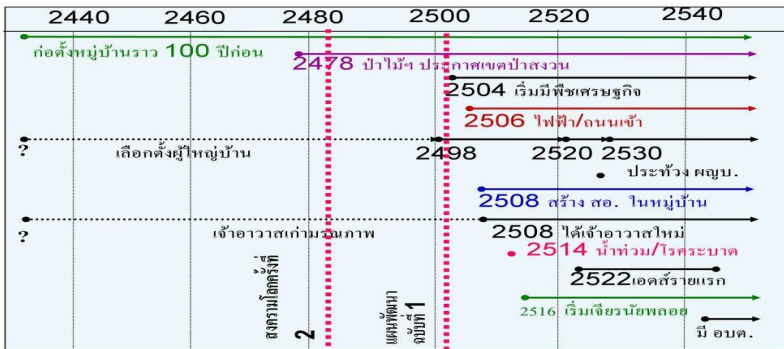 2440 2460 2480 2500 2520 2540
ก่อตั้งหมู่บ้านราว 100 ปีก่อน
2478 ป่าไม้ฯ ประกาศเขตป่าสงวน
2504 เริ่มมีพืชเศรษฐกิจ
2506 ไฟฟ้า/ถนนเข้า
? เลือกตั้งผู้ใหญ่บ้าน 2498 2520 2530
ประท้วง ผญบ.
2508 สร้าง สอ. ในหมู่บ้าน
? เจ้าอาวาสเก่ามรณภาพ 2508 ได้เจ้าอาวาสใหม่
2514 น้ำท่วม/โรคระบาด
2522 เอดส์รายแรก
2516 เริ่มเจียรนัยพลอย
มี อบต.
สงครามโลกครั้งที่
2
แผนพัฒนา
ฉบับที่ 1